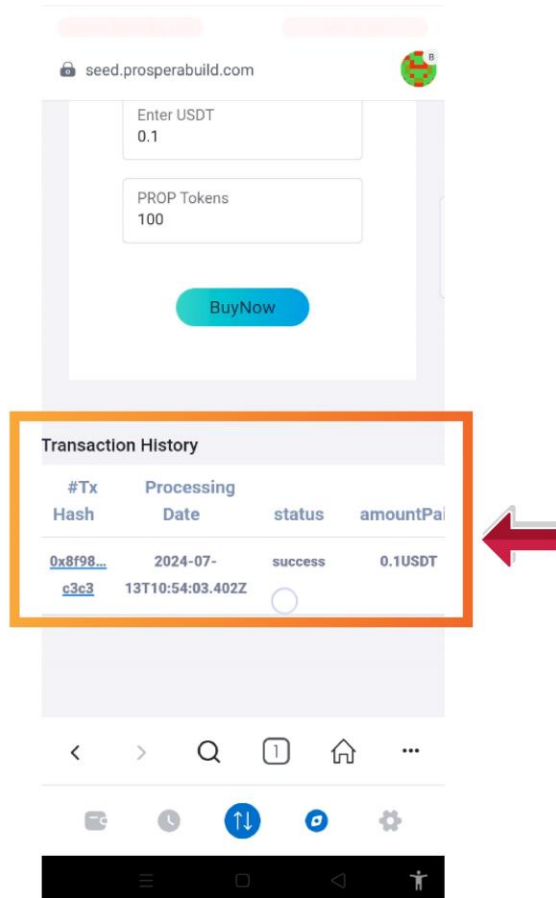 seed.prosperabuild.com
B
Enter USDT
0.1
PROP Tokens
100
BuyNow
Transaction History
#Tx Hash Processing Date status amountPai
0x8f98...c3c3 2024-07-13T10:54:03.402Z success 0.1USDT
1